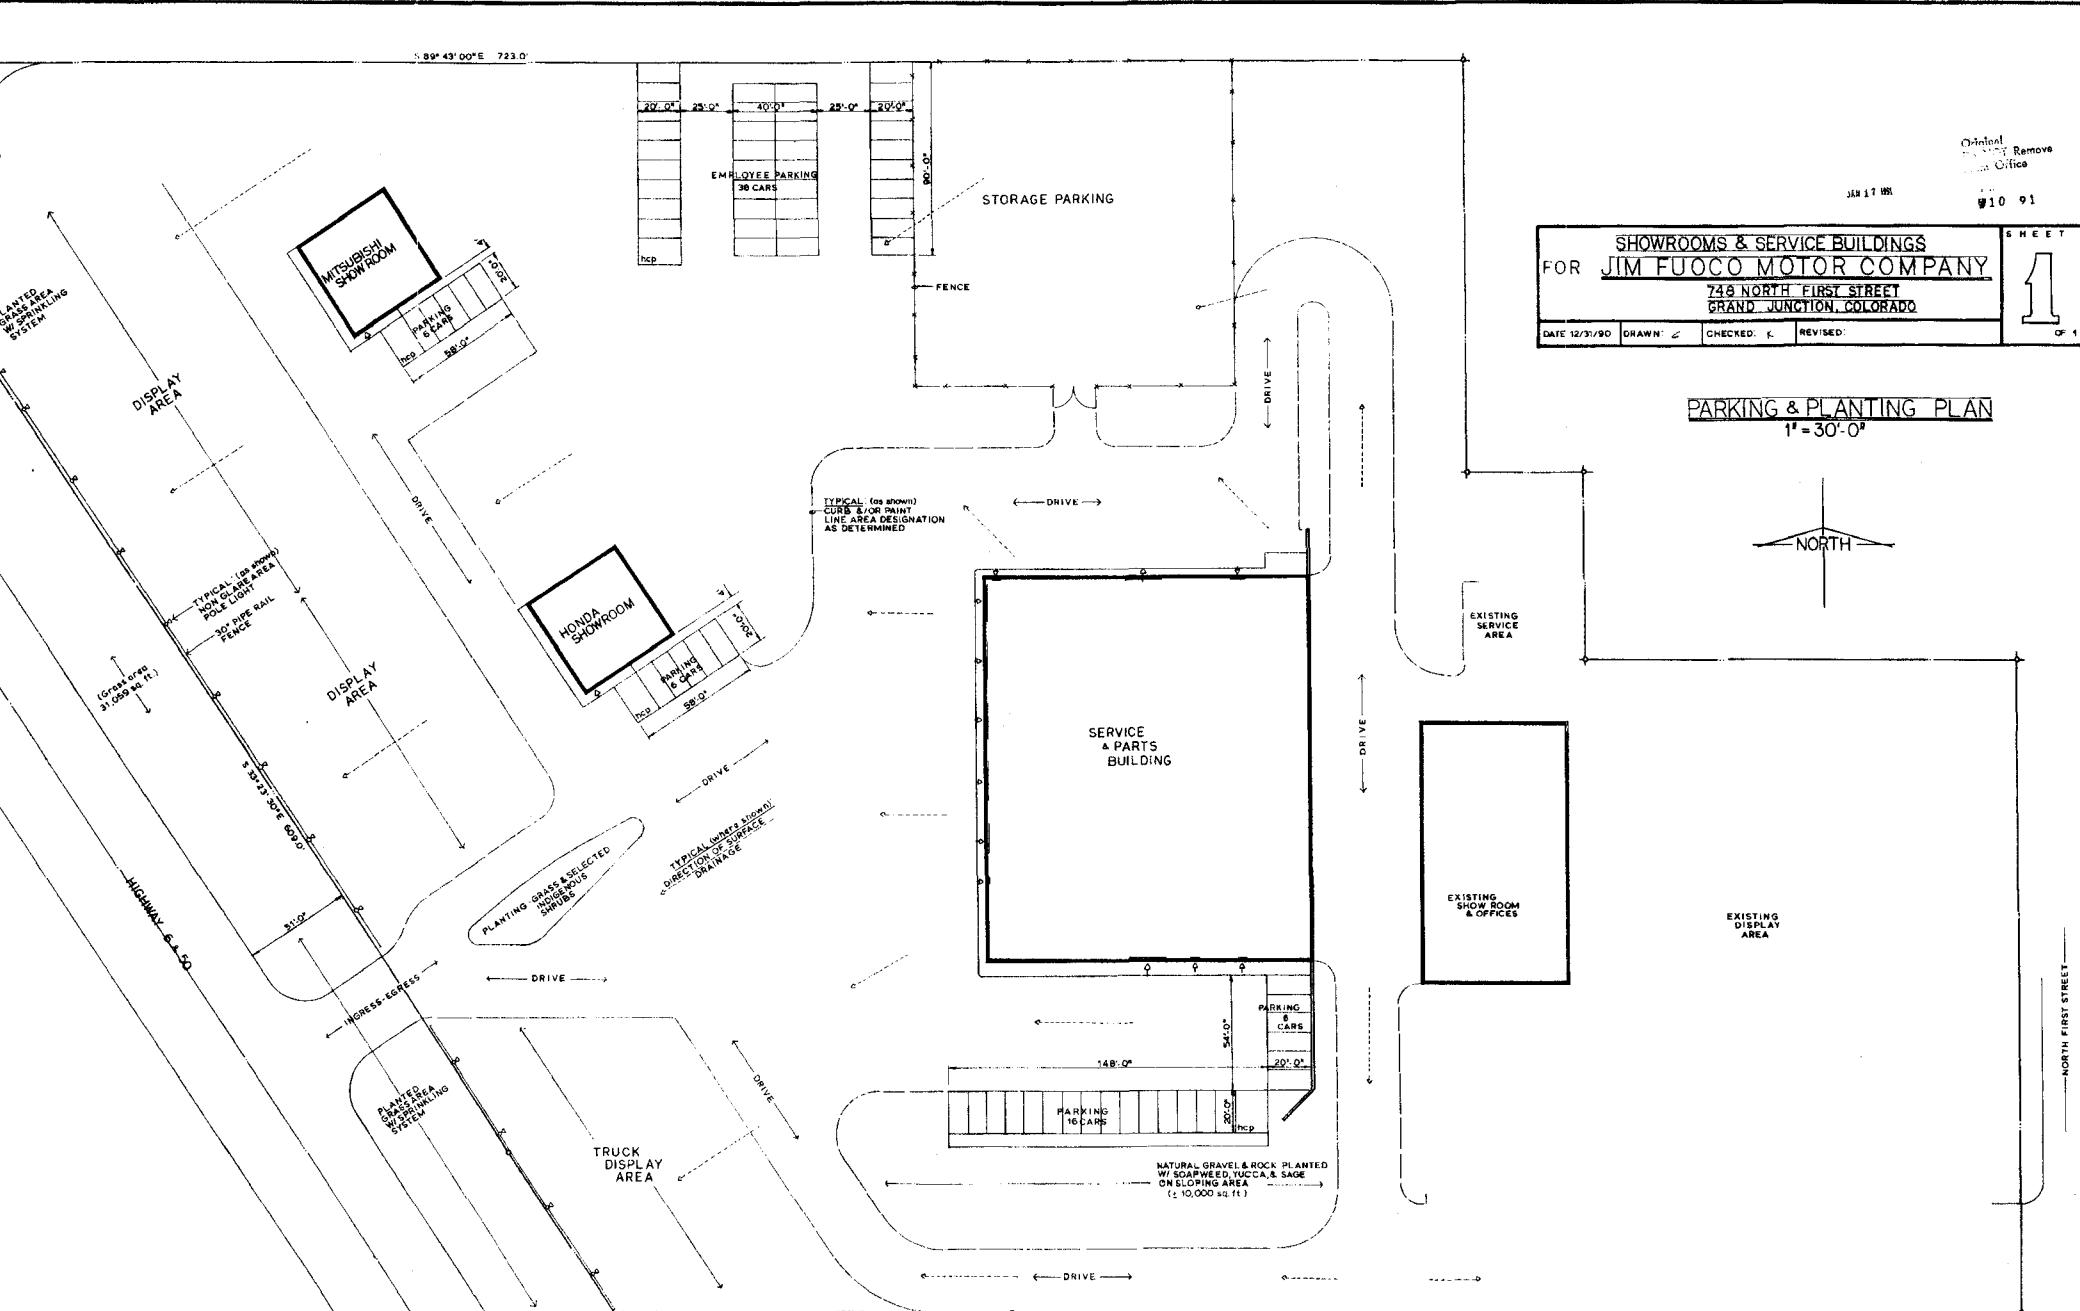 S 89° 43' 00" E 723.0'
20'-0" 25'-0" 40'-0" 25'-0" 20'-0"
90'-0"
EMPLOYEE PARKING
38 CARS
hcp
STORAGE PARKING
FENCE
Original
Remove
Office
JAN 17 1991
#10 91
SHOWROOMS & SERVICE BUILDINGS
FOR JIM FUOCO MOTOR COMPANY
748 NORTH FIRST STREET
GRAND JUNCTION, COLORADO
DATE 12/31/90 DRAWN: CHECKED: REVISED:
SHEET
1
OF 1
PARKING & PLANTING PLAN
1" = 30'-0"
NORTH
MITSUBISHI
SHOWROOM
PARKING
6 CARS
hcp
58'-0"
20'-0"
4'
PLANTED
GRASS AREA
W/ SPRINKLING
SYSTEM
DISPLAY
AREA
DRIVE
DRIVE
TYPICAL: (as shown)
CURB &/OR PAINT
LINE AREA DESIGNATION
AS DETERMINED
DRIVE
HONDA
SHOWROOM
PARKING
6 CARS
hcp
58'-0"
20'-0"
4'
TYPICAL: (as shown)
NON GLARE AREA
POLE LIGHT
30" PIPE RAIL
FENCE
(Grass area
31,059 sq. ft.)
DISPLAY
AREA
EXISTING
SERVICE
AREA
SERVICE
& PARTS
BUILDING
DRIVE
DRIVE
S 33° 23' 30" E 609.0'
TYPICAL (where shown)
DIRECTION OF SURFACE
DRAINAGE
PLANTING - GRASS & SELECTED
INDIGENOUS
SHRUBS
HIGHWAY 6 & 50
51'-0"
EXISTING
SHOW ROOM
& OFFICES
EXISTING
DISPLAY
AREA
NORTH FIRST STREET
INGRESS-EGRESS
DRIVE
PARKING
6
CARS
54'-0"
148'-0"
20'-0"
DRIVE
PLANTED
GRASS AREA
W/ SPRINKLING
SYSTEM
PARKING
16 CARS
20'-0"
hcp
TRUCK
DISPLAY
AREA
NATURAL GRAVEL & ROCK PLANTED
W/ SOAPWEED, YUCCA, & SAGE
ON SLOPING AREA
(± 10,000 sq. ft.)
DRIVE